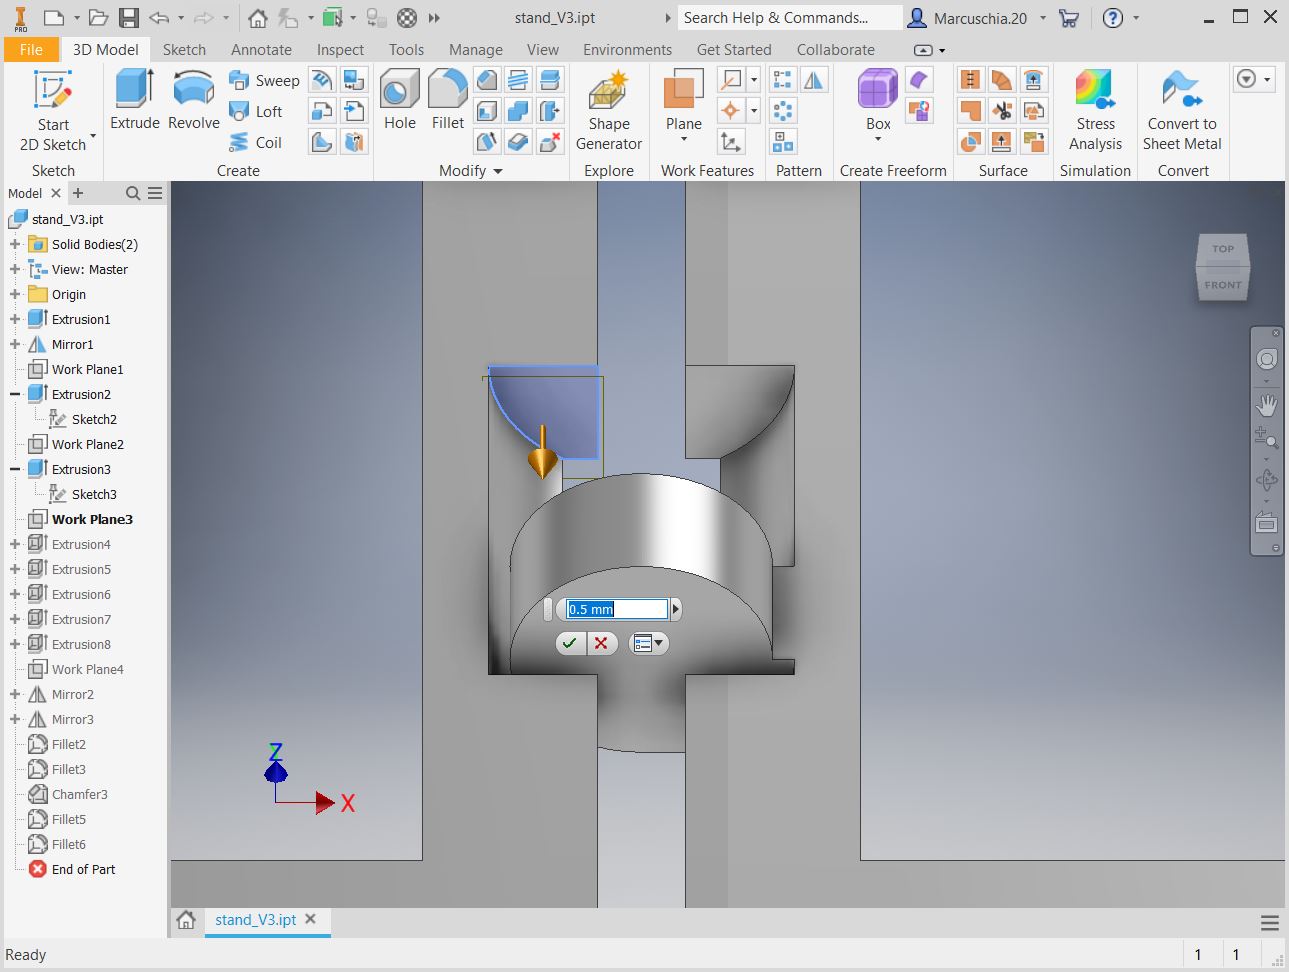 PRO
stand_V3.ipt
Search Help & Commands...
Marcuschia.20
File
3D Model
Sketch
Annotate
Inspect
Tools
Manage
View
Environments
Get Started
Collaborate
Start
2D Sketch
Sketch
Extrude
Revolve
Sweep
Loft
Coil
Create
Hole
Fillet
Modify
Shape
Generator
Explore
Plane
Work Features
Pattern
Box
Create Freeform
Surface
Stress
Analysis
Simulation
Convert to
Sheet Metal
Convert
Model
stand_V3.ipt
Solid Bodies(2)
View: Master
Origin
Extrusion1
Mirror1
Work Plane1
Extrusion2
Sketch2
Work Plane2
Extrusion3
Sketch3
Work Plane3
Extrusion4
Extrusion5
Extrusion6
Extrusion7
Extrusion8
Work Plane4
Mirror2
Mirror3
Fillet2
Fillet3
Chamfer3
Fillet5
Fillet6
End of Part
TOP
FRONT
0.5 mm
Z
X
stand_V3.ipt
Ready
1
1